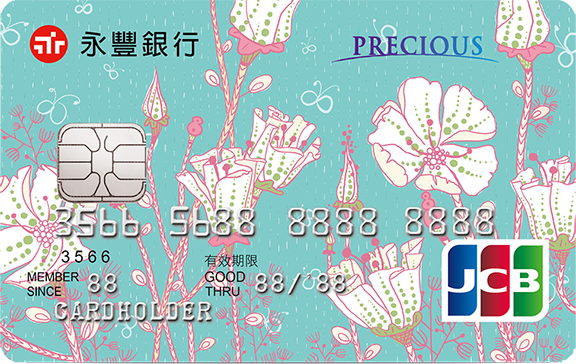 永豐銀行
PRECIOUS
3566 5688 8888 8888
3566
有效期限
MEMBER SINCE 88 GOOD THRU 88/88
CARDHOLDER
JCB